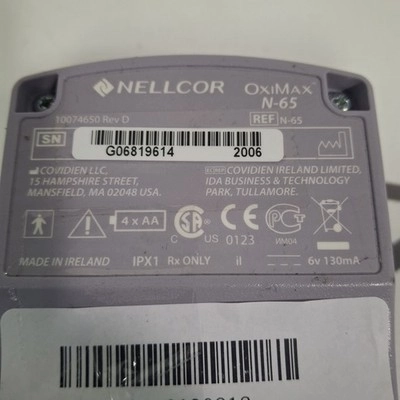 NELLCOR OXIMAX
N-65
10074650 Rev D REF N-65
SN
G06819614 2006
COVIDIEN LLC, 15 HAMPSHIRE STREET, MANSFIELD, MA 02048 USA.
COVIDIEN IRELAND LIMITED, IDA BUSINESS & TECHNOLOGY PARK, TULLAMORE.
4 x AA
SA
C US
CE
0123
MADE IN IRELAND IPX1 Rx ONLY 6v 130mA